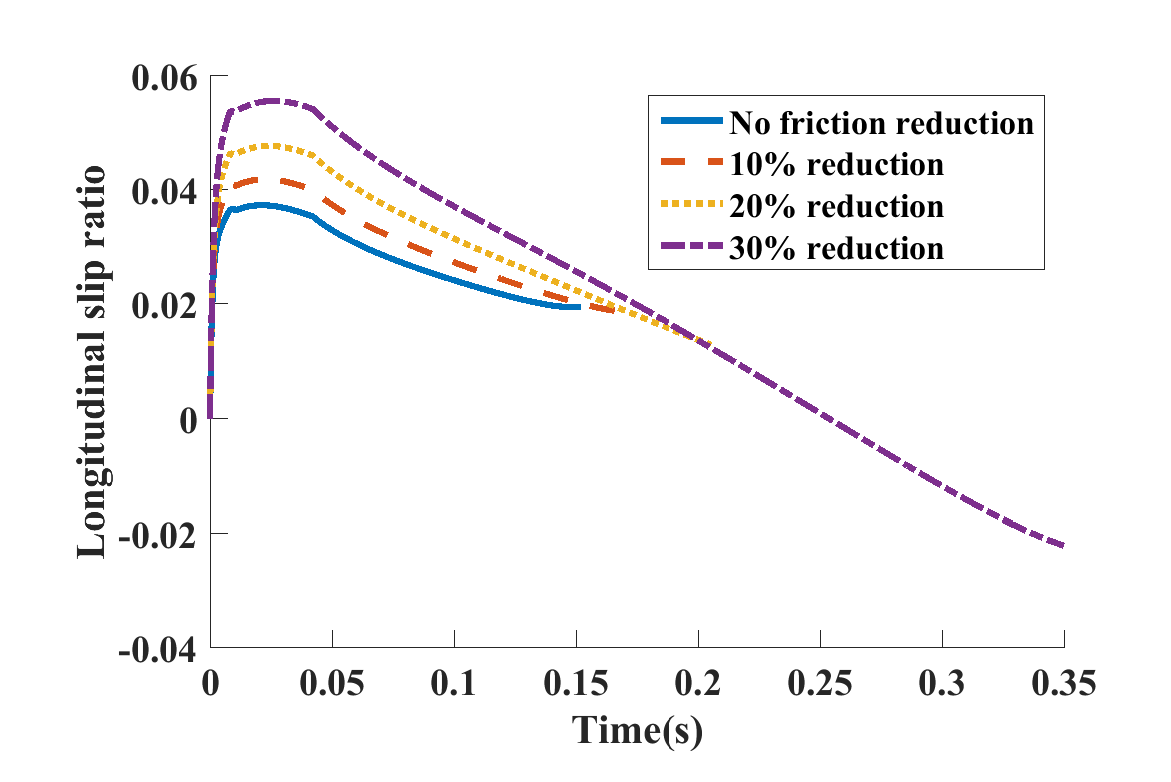 0.06
0.04
0.02
0
-0.02
-0.04
Longitudinal slip ratio
No friction reduction
10% reduction
20% reduction
30% reduction
0 0.05 0.1 0.15 0.2 0.25 0.3 0.35
Time(s)